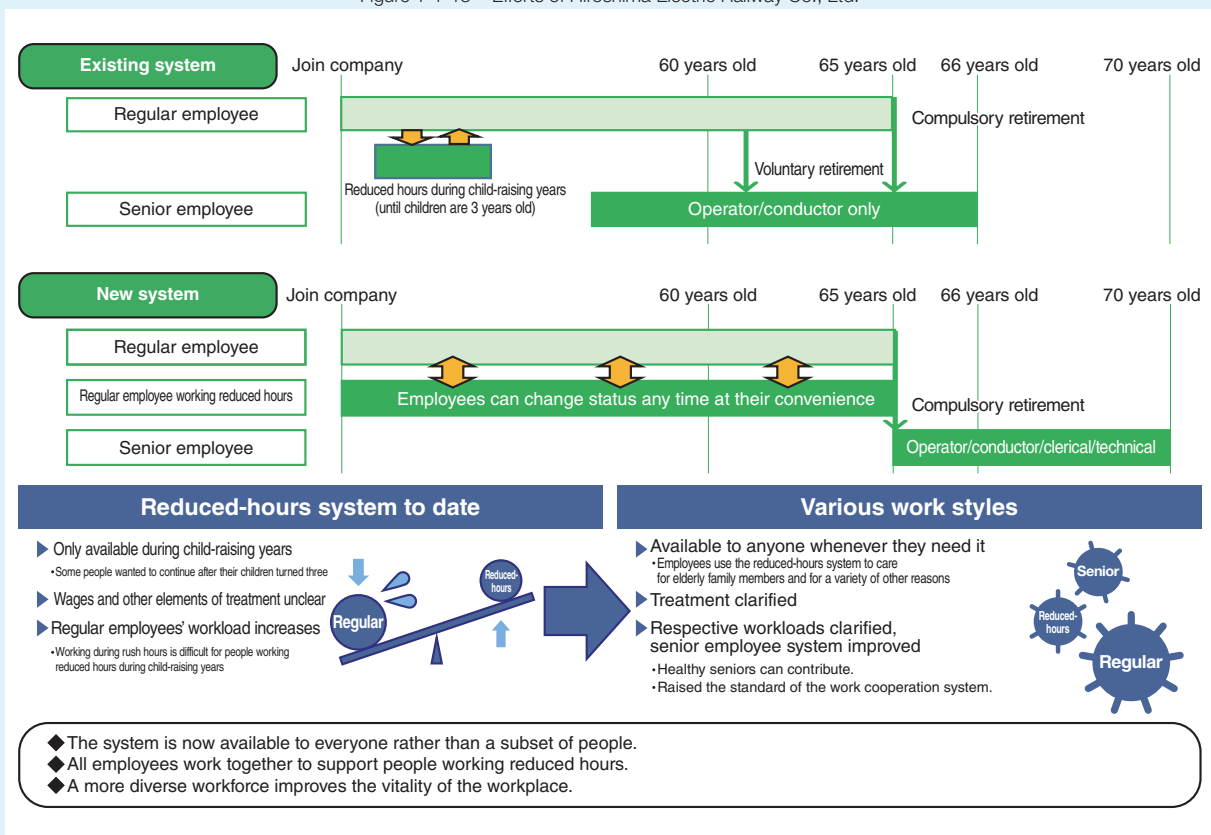 Existing system
Join company
60 years old
65 years old
66 years old
70 years old
Regular employee
Compulsory retirement
Voluntary retirement
Reduced hours during child-raising years
(until children are 3 years old)
Senior employee
Operator/conductor only
New system
Join company
60 years old
65 years old
66 years old
70 years old
Regular employee
Regular employee working reduced hours
Employees can change status any time at their convenience
Compulsory retirement
Senior employee
Operator/conductor/clerical/technical
Reduced-hours system to date
Only available during child-raising years
•Some people wanted to continue after their children turned three
Wages and other elements of treatment unclear
Regular employees' workload increases
•Working during rush hours is difficult for people working
reduced hours during child-raising years
Regular
Reduced-
hours
Various work styles
Available to anyone whenever they need it
•Employees use the reduced-hours system to care
for elderly family members and for a variety of other reasons
Treatment clarified
Respective workloads clarified,
senior employee system improved
•Healthy seniors can contribute.
•Raised the standard of the work cooperation system.
Senior
Reduced-
hours
Regular
◆The system is now available to everyone rather than a subset of people.
◆All employees work together to support people working reduced hours.
◆A more diverse workforce improves the vitality of the workplace.